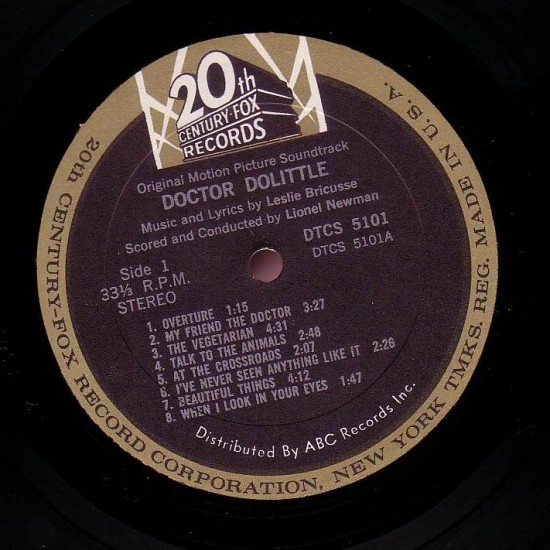 20th
CENTURY-FOX
RECORDS
Original Motion Picture Soundtrack
DOCTOR DOLITTLE
Music and Lyrics by Leslie Bricusse
Scored and Conducted by Lionel Newman
DTCS 5101
DTCS 5101A
Side 1
33⅓ R.P.M.
STEREO
1. OVERTURE 1:15
2. MY FRIEND THE DOCTOR 3:27
3. THE VEGETARIAN 4:31
4. TALK TO THE ANIMALS 2:48
5. AT THE CROSSROADS 2:07
6. I'VE NEVER SEEN ANYTHING LIKE IT 2:26
7. BEAUTIFUL THINGS 4:12
8. WHEN I LOOK IN YOUR EYES 1:47
Distributed By ABC Records Inc.
20th CENTURY-FOX RECORD CORPORATION, NEW YORK TMKS. REG. MADE IN U.S.A.